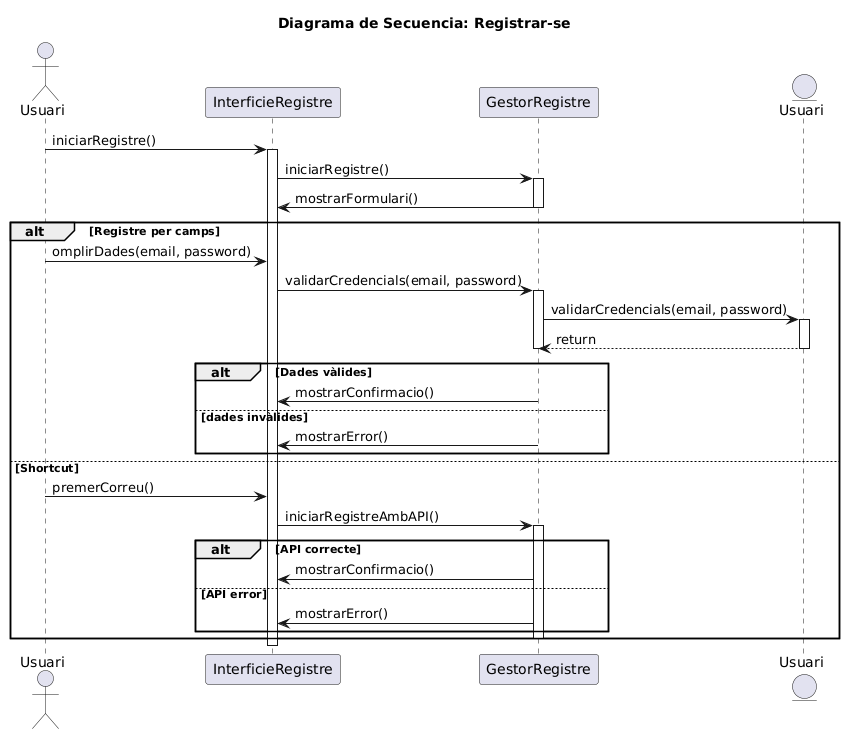 Diagrama de Secuencia: Registrar-se
Usuari
InterficieRegistre
GestorRegistre
Usuari
iniciarRegistre()
iniciarRegistre()
mostrarFormulari()
alt [Registre per camps]
omplirDades(email, password)
validarCredencials(email, password)
validarCredencials(email, password)
return
alt [Dades vàlides]
mostrarConfirmacio()
[dades invàlides]
mostrarError()
[Shortcut]
premerCorreu()
iniciarRegistreAmbAPI()
alt [API correcte]
mostrarConfirmacio()
[API error]
mostrarError()
Usuari
InterficieRegistre
GestorRegistre
Usuari